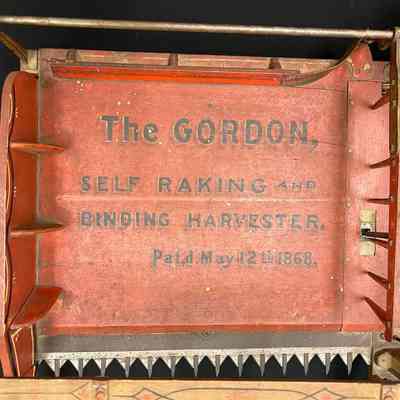 The GORDON,
SELF RAKING AND
BINDING HARVESTER.
Pat,d. May 12th 1868.